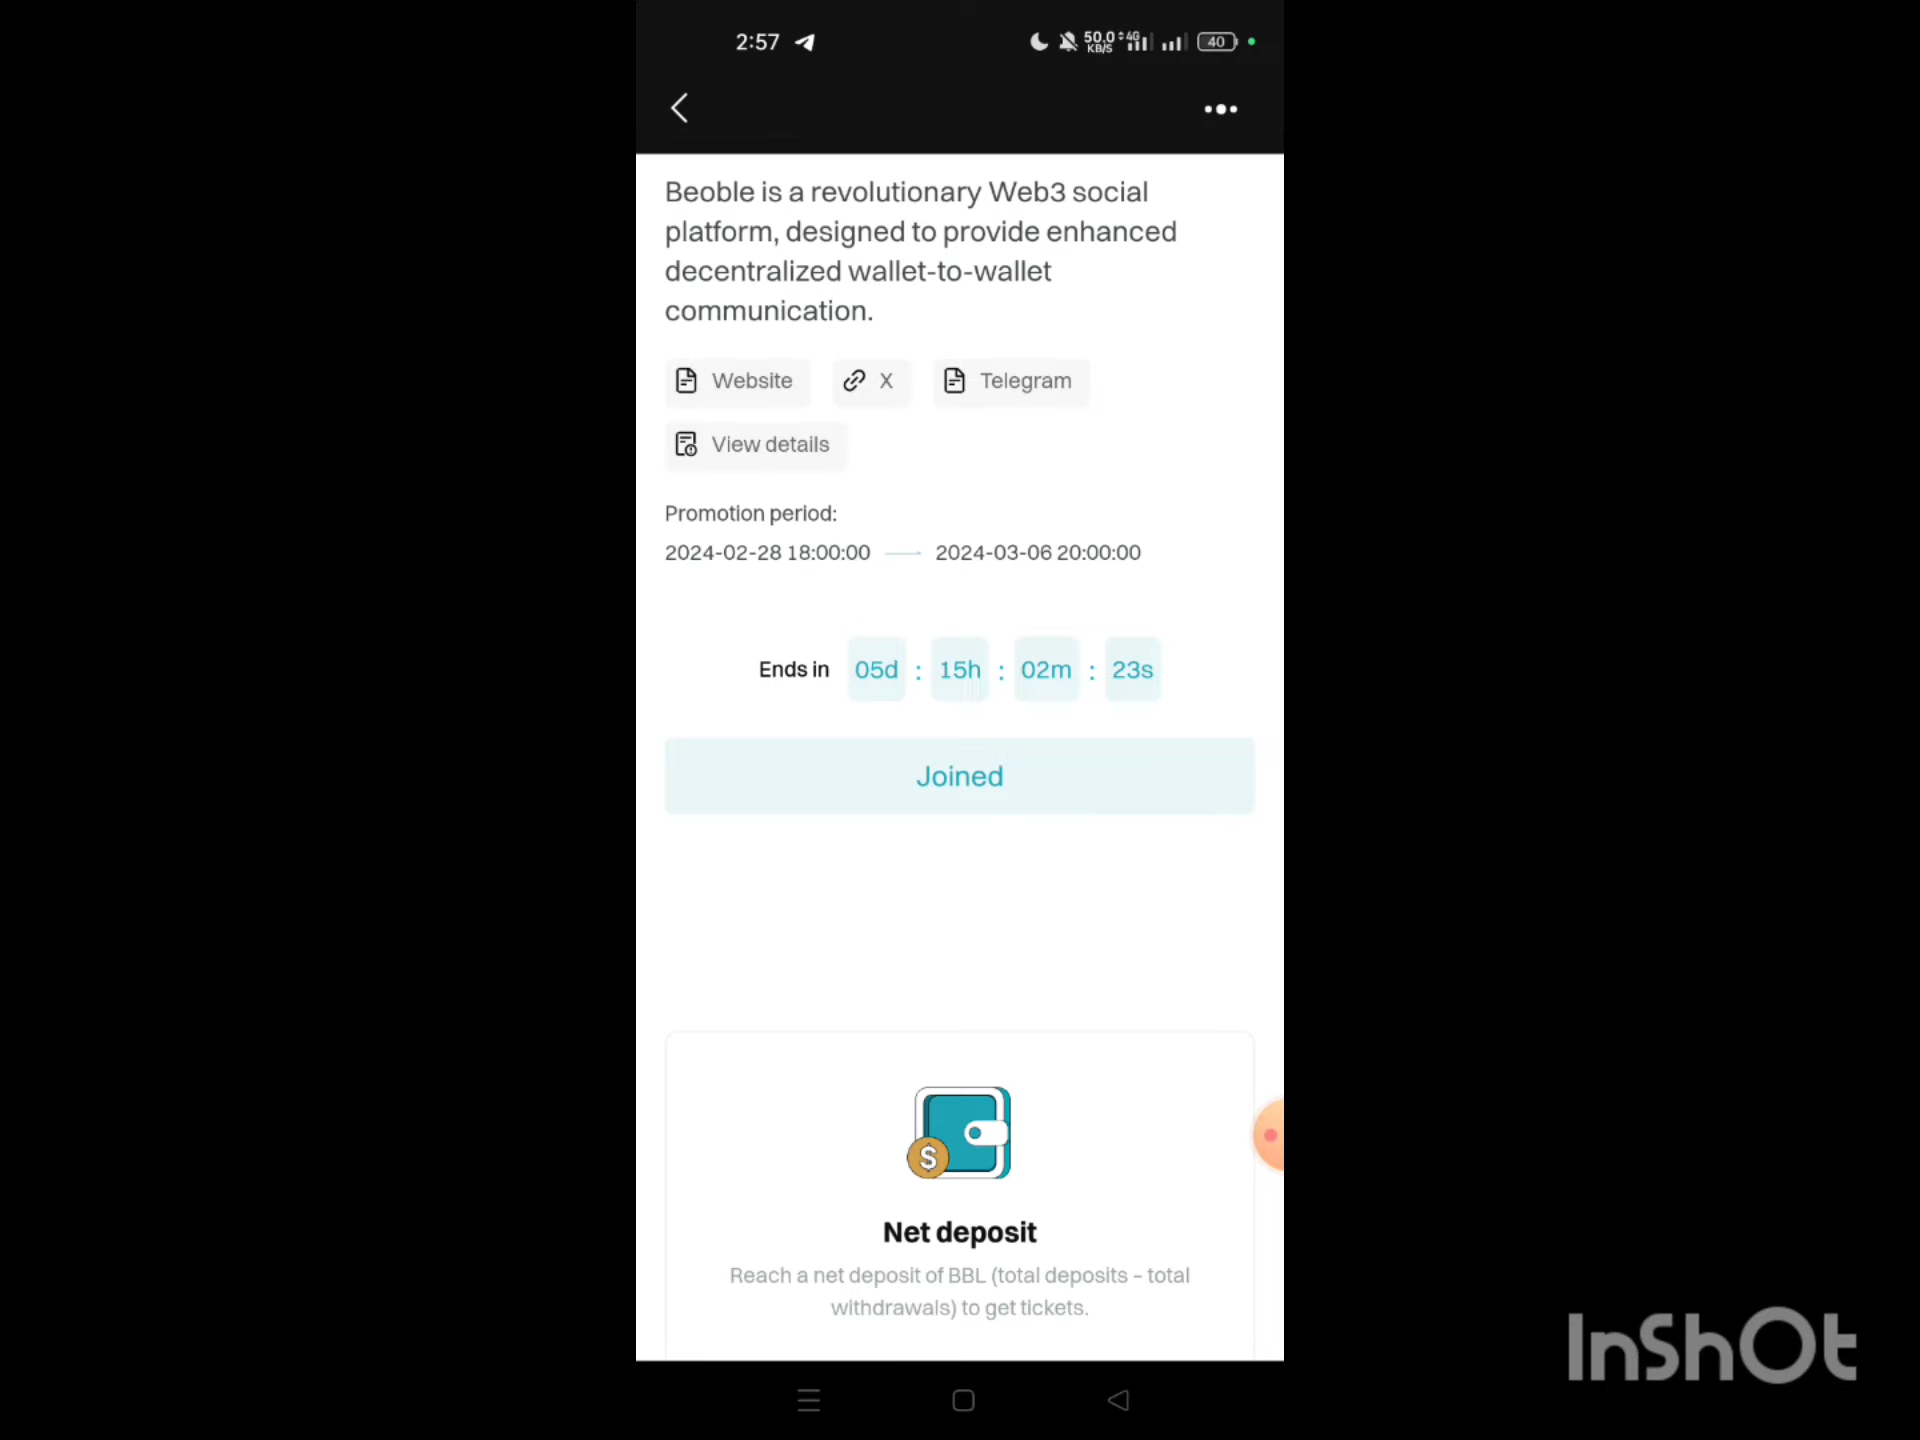 2:57
50.0 KB/S 4G 40
Beoble is a revolutionary Web3 social
platform, designed to provide enhanced
decentralized wallet-to-wallet
communication.
Website X Telegram
View details
Promotion period:
2024-02-28 18:00:00 2024-03-06 20:00:00
Ends in 05d : 15h : 02m : 23s
Joined
$
Net deposit
Reach a net deposit of BBL (total deposits – total
withdrawals) to get tickets.
InShOt